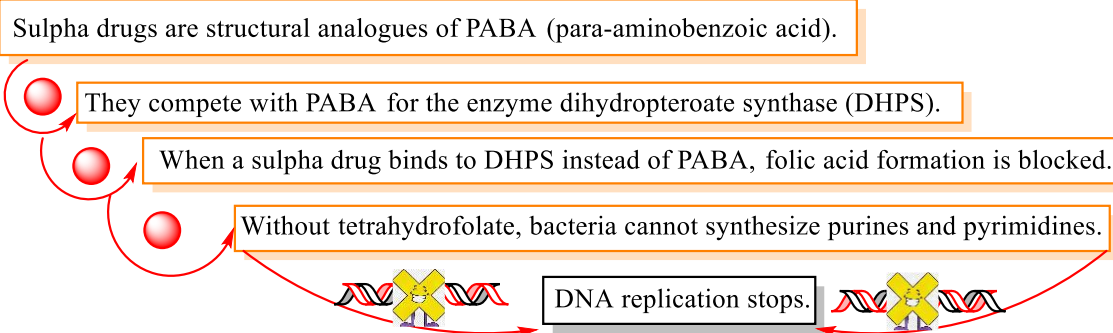 Sulpha drugs are structural analogues of PABA (para-aminobenzoic acid).
They compete with PABA for the enzyme dihydropteroate synthase (DHPS).
When a sulpha drug binds to DHPS instead of PABA, folic acid formation is blocked.
Without tetrahydrofolate, bacteria cannot synthesize purines and pyrimidines.
DNA replication stops.